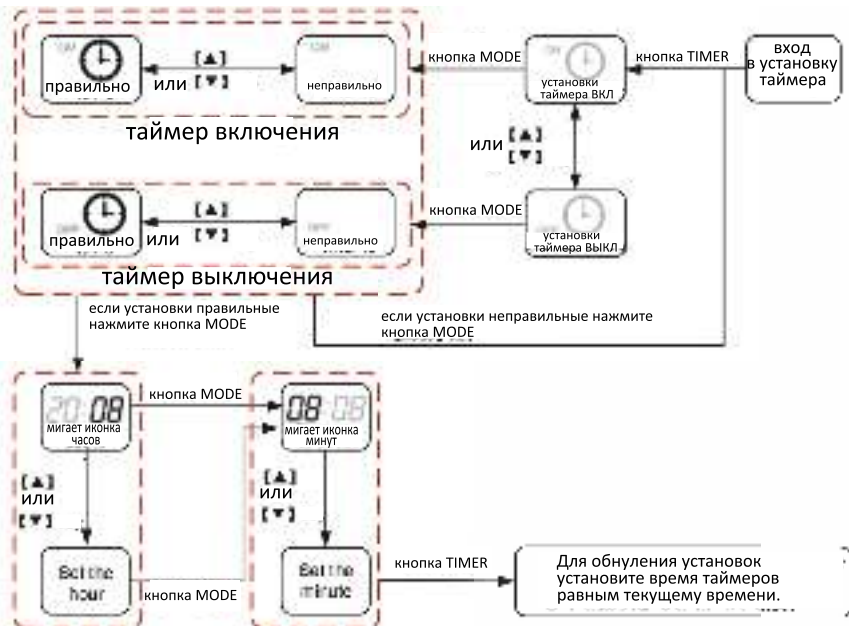 правильно
или
[▲]
[▼]
неправильно
кнопка MODE
установки
таймера ВКЛ
кнопка TIMER
вход
в установку
таймера
таймер включения
или
[▲]
[▼]
правильно
или
[▲]
[▼]
неправильно
кнопка MODE
установки
таймера ВЫКЛ
таймер выключения
если установки правильные
нажмите кнопка MODE
если установки неправильные нажмите
кнопка MODE
20 08
мигает иконка
часов
кнопка MODE
08 08
мигает иконка
минут
[▲]
или
[▼]
[▲]
или
[▼]
Set the
hour
кнопка MODE
Set the
minute
кнопка TIMER
Для обнуления установок
установите время таймеров
равным текущему времени.